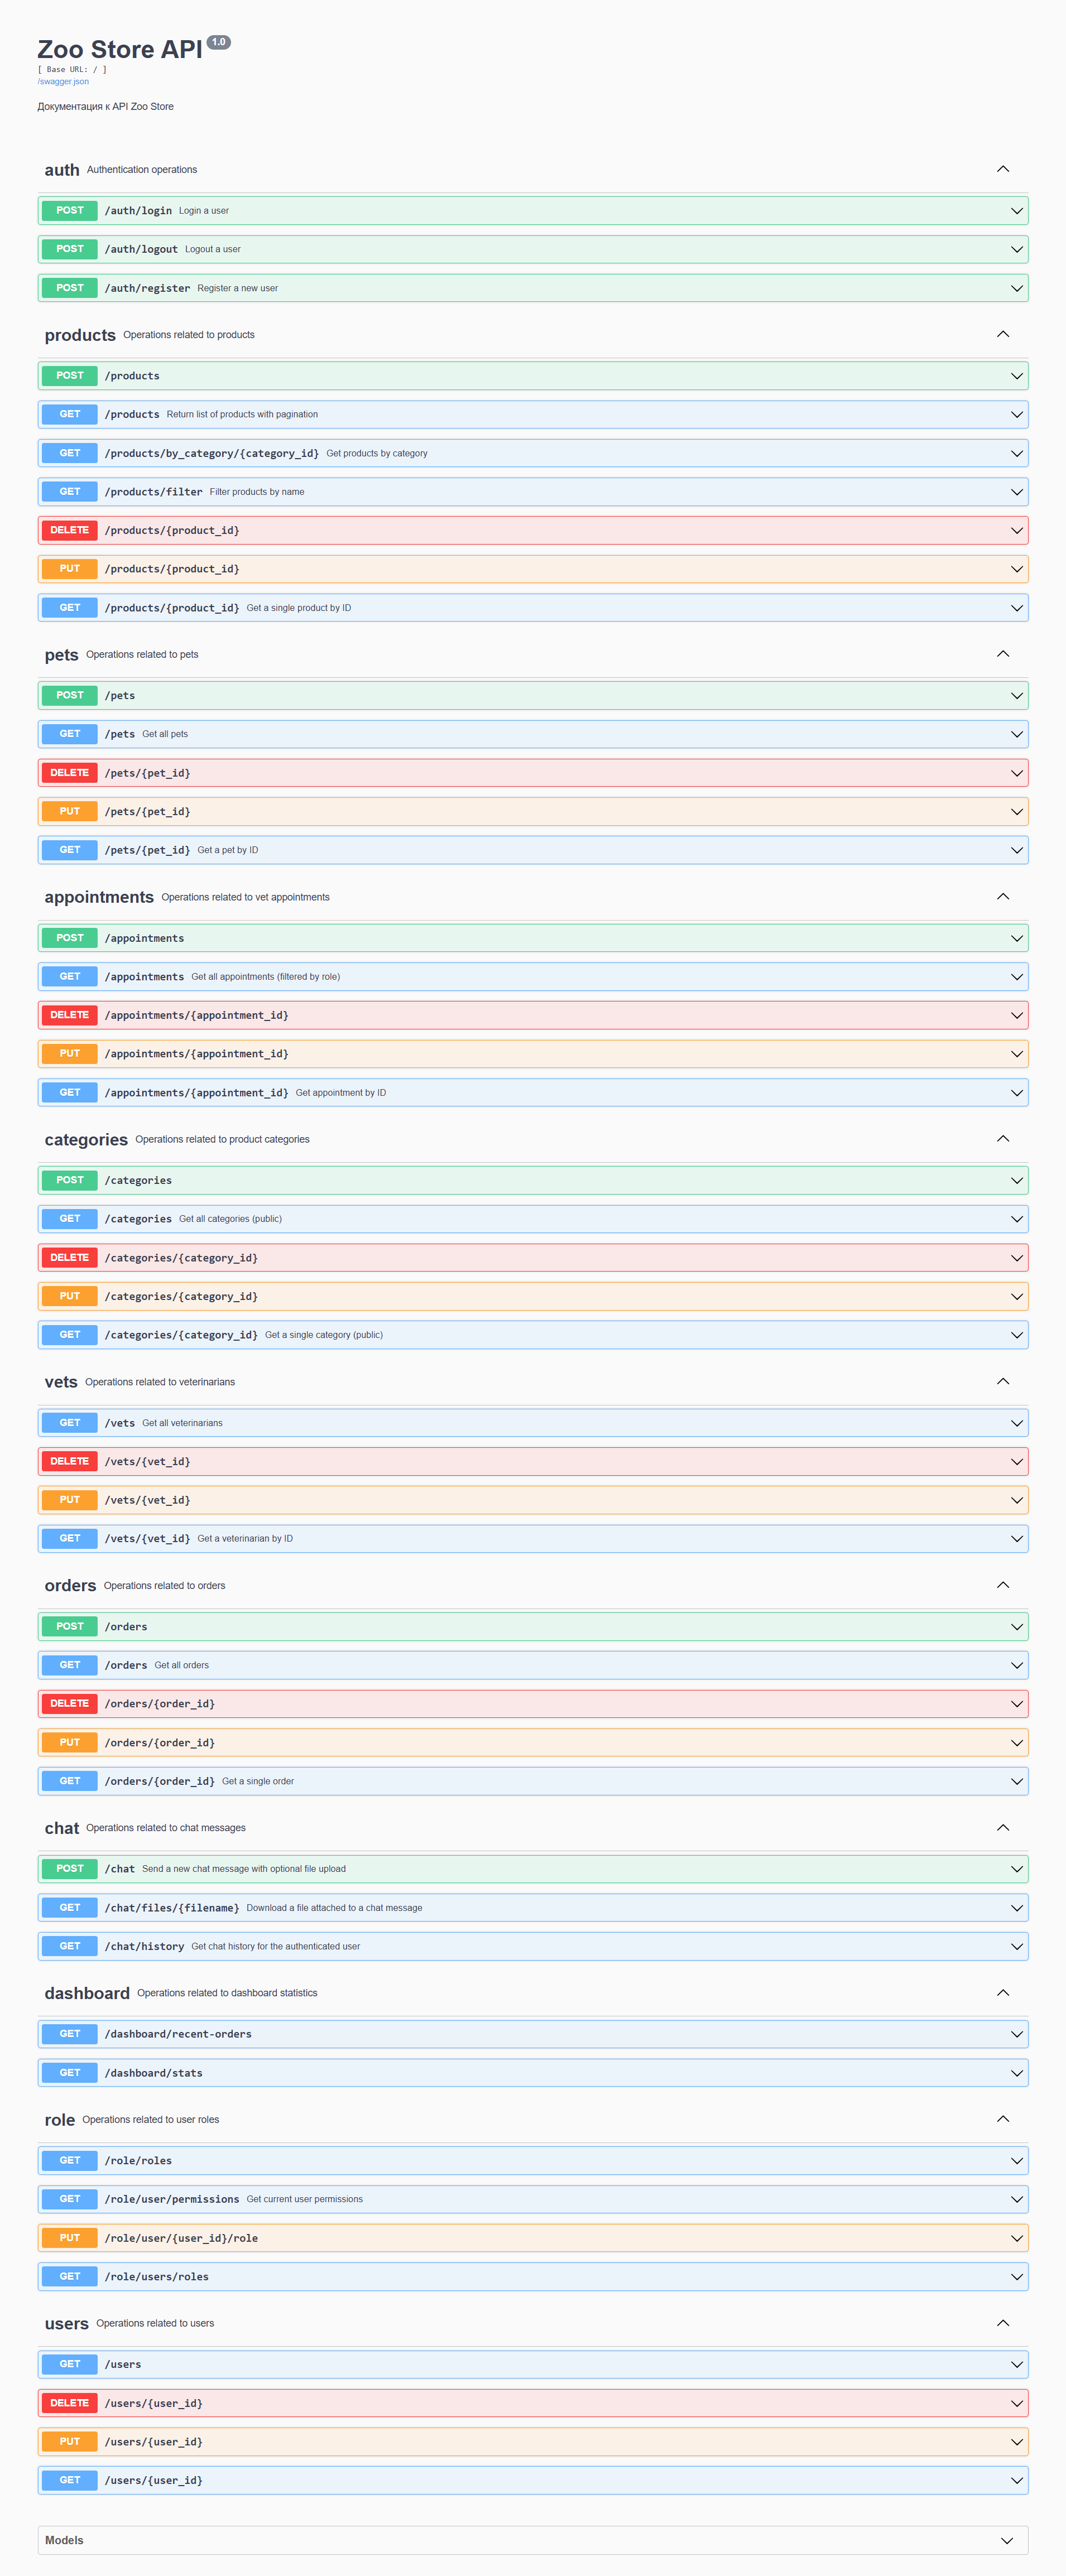 Zoo Store API 1.0
[ Base URL: / ]
/swagger.json
Документация к API Zoo Store
auth Authentication operations
POST /auth/login Login a user
POST /auth/logout Logout a user
POST /auth/register Register a new user
products Operations related to products
POST /products
GET /products Return list of products with pagination
GET /products/by_category/{category_id} Get products by category
GET /products/filter Filter products by name
DELETE /products/{product_id}
PUT /products/{product_id}
GET /products/{product_id} Get a single product by ID
pets Operations related to pets
POST /pets
GET /pets Get all pets
DELETE /pets/{pet_id}
PUT /pets/{pet_id}
GET /pets/{pet_id} Get a pet by ID
appointments Operations related to vet appointments
POST /appointments
GET /appointments Get all appointments (filtered by role)
DELETE /appointments/{appointment_id}
PUT /appointments/{appointment_id}
GET /appointments/{appointment_id} Get appointment by ID
categories Operations related to product categories
POST /categories
GET /categories Get all categories (public)
DELETE /categories/{category_id}
PUT /categories/{category_id}
GET /categories/{category_id} Get a single category (public)
vets Operations related to veterinarians
GET /vets Get all veterinarians
DELETE /vets/{vet_id}
PUT /vets/{vet_id}
GET /vets/{vet_id} Get a veterinarian by ID
orders Operations related to orders
POST /orders
GET /orders Get all orders
DELETE /orders/{order_id}
PUT /orders/{order_id}
GET /orders/{order_id} Get a single order
chat Operations related to chat messages
POST /chat Send a new chat message with optional file upload
GET /chat/files/{filename} Download a file attached to a chat message
GET /chat/history Get chat history for the authenticated user
dashboard Operations related to dashboard statistics
GET /dashboard/recent-orders
GET /dashboard/stats
role Operations related to user roles
GET /role/roles
GET /role/user/permissions Get current user permissions
PUT /role/user/{user_id}/role
GET /role/users/roles
users Operations related to users
GET /users
DELETE /users/{user_id}
PUT /users/{user_id}
GET /users/{user_id}
Models